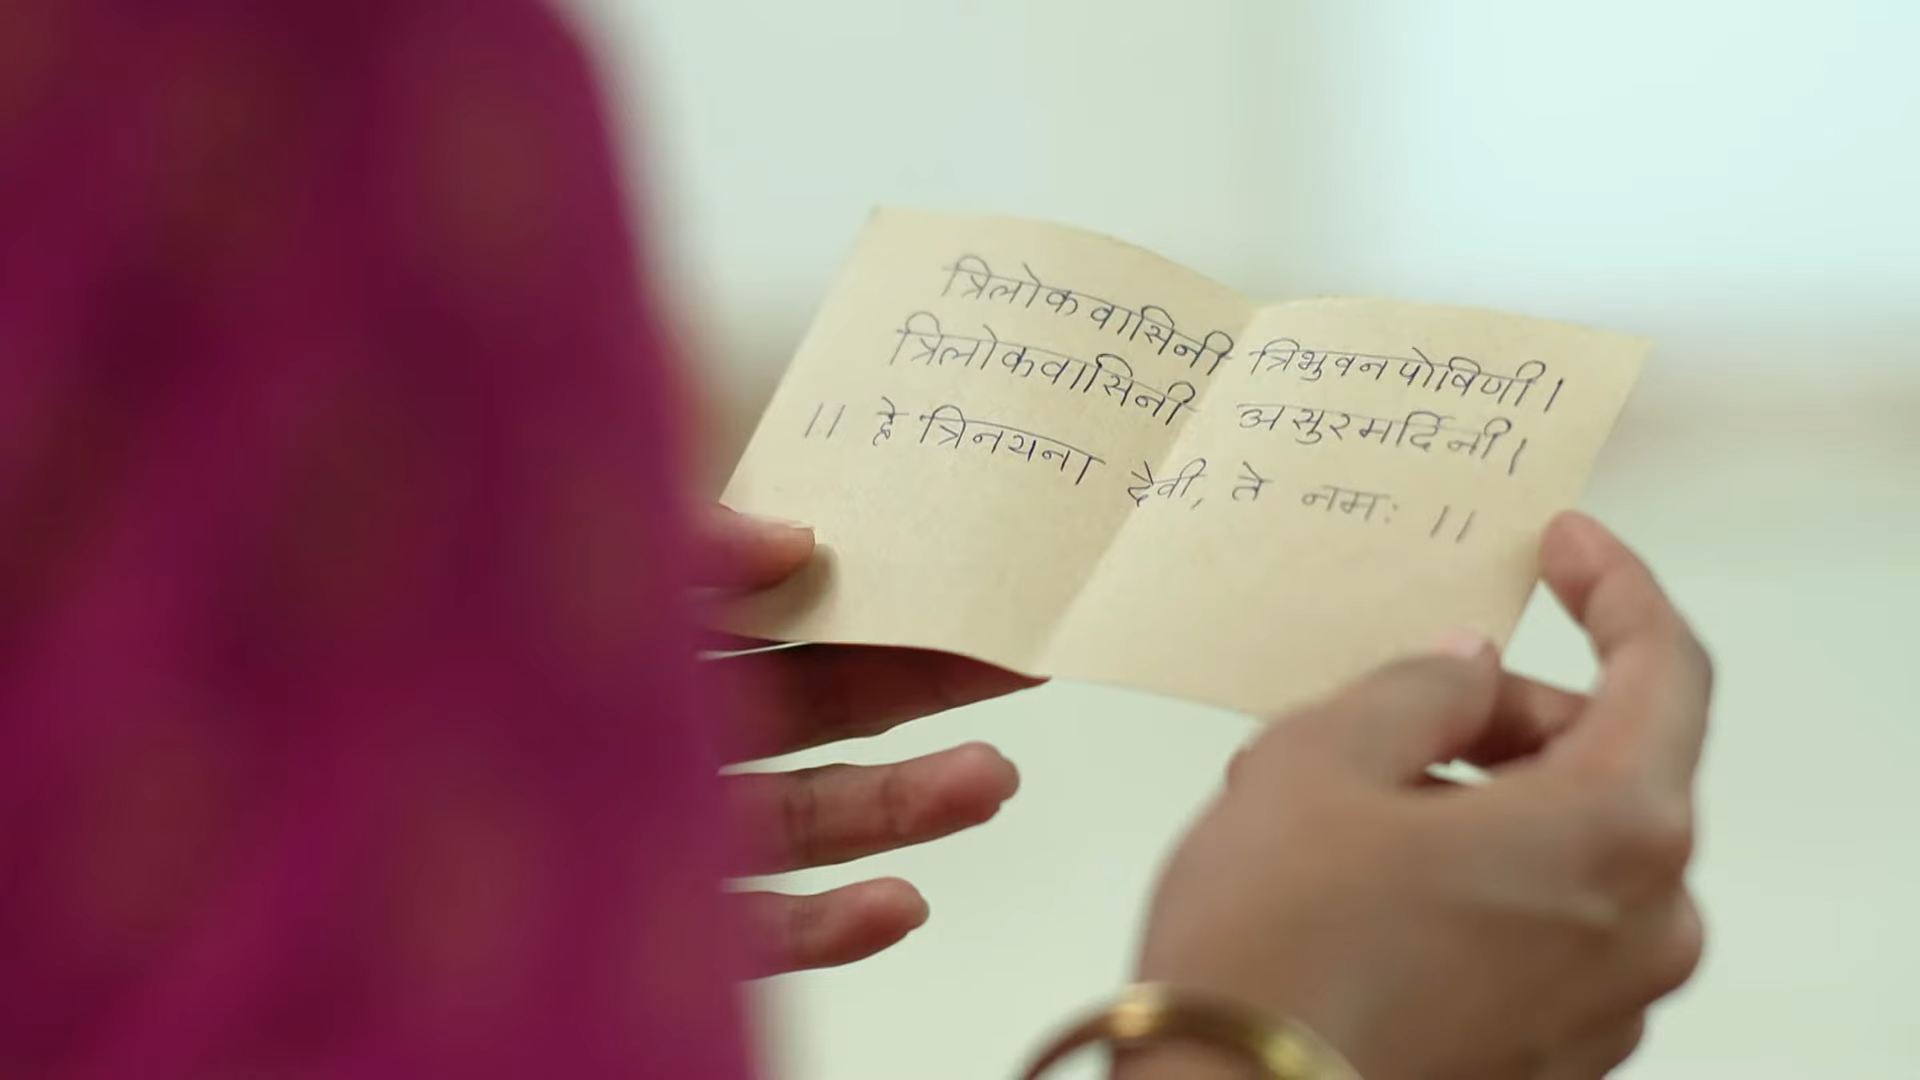 त्रिलोकवासिनी त्रिभुवनपोषिणी।
त्रिलोकवासिनी असुरमर्दिनी।
।। हे त्रिनयना देवी, ते नमः ।।